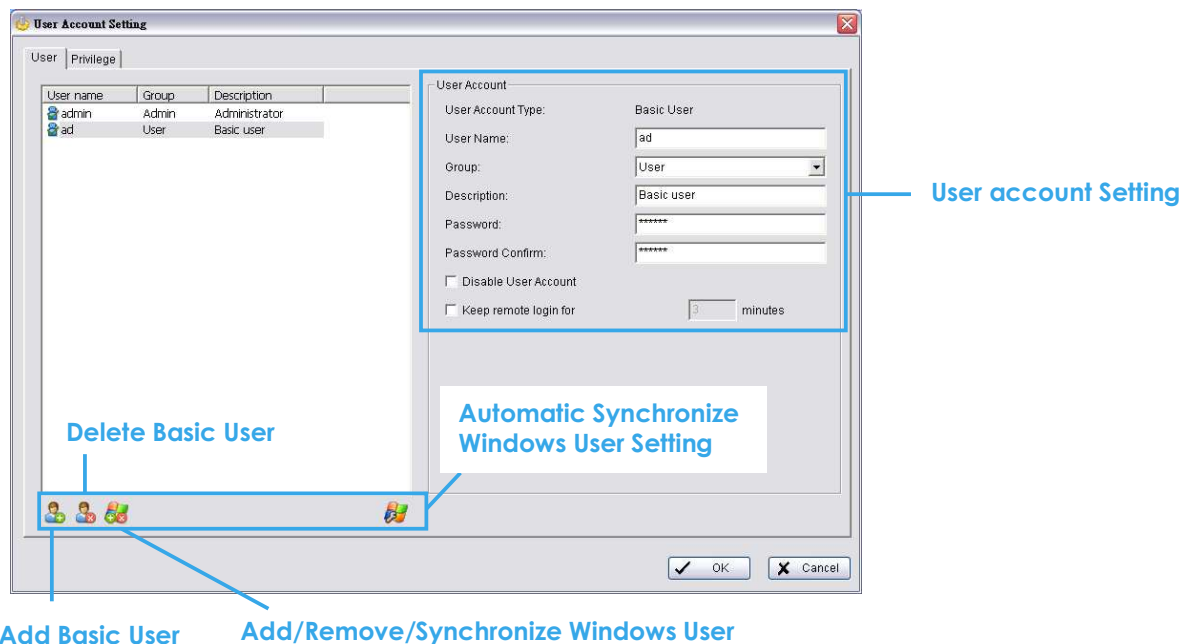 User Account Setting
User Privilege
User name Group Description
admin Admin Administrator
ad User Basic user
User Account
User Account Type: Basic User
User Name: ad
Group: User
Description: Basic user
Password: ******
Password Confirm: ******
Disable User Account
Keep remote login for 3 minutes
User account Setting
Automatic Synchronize
Windows User Setting
Delete Basic User
OK Cancel
Add Basic User
Add/Remove/Synchronize Windows User